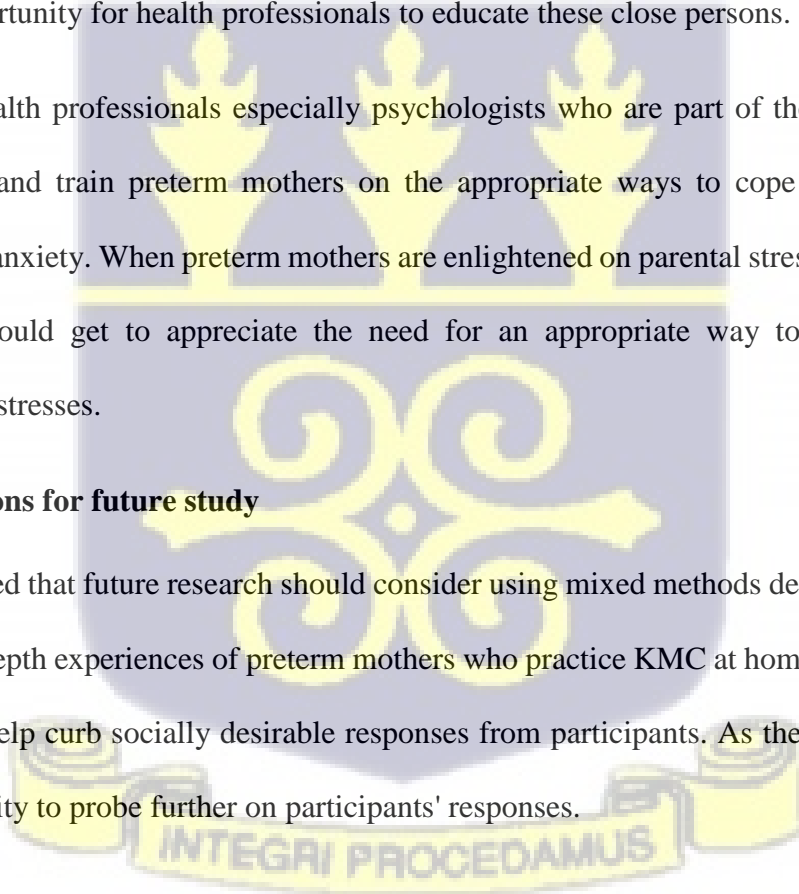 rtunity for health professionals to educate these close persons.
alth professionals especially psychologists who are part of the
and train preterm mothers on the appropriate ways to cope
anxiety. When preterm mothers are enlightened on parental stres
ould get to appreciate the need for an appropriate way to
stresses.
ons for future study
ed that future research should consider using mixed methods de
epth experiences of preterm mothers who practice KMC at hom
elp curb socially desirable responses from participants. As the
ity to probe further on participants' responses.
INTEGRI PROCEDAMUS